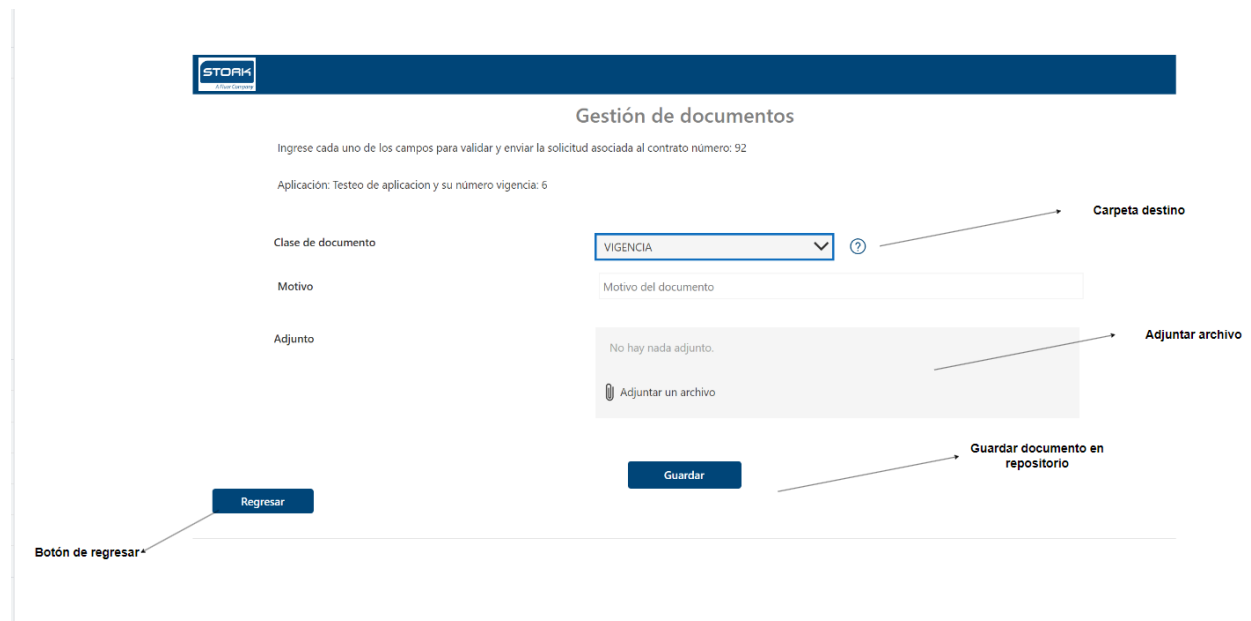 STORK
A Fluor Company
Gestión de documentos
Ingrese cada uno de los campos para validar y enviar la solicitud asociada al contrato número: 92
Aplicación: Testeo de aplicacion y su número vigencia: 6
Carpeta destino
Clase de documento
VIGENCIA
?
Motivo
Motivo del documento
Adjunto
No hay nada adjunto.
Adjuntar archivo
Adjuntar un archivo
Guardar documento en
repositorio
Guardar
Regresar
Botón de regresar